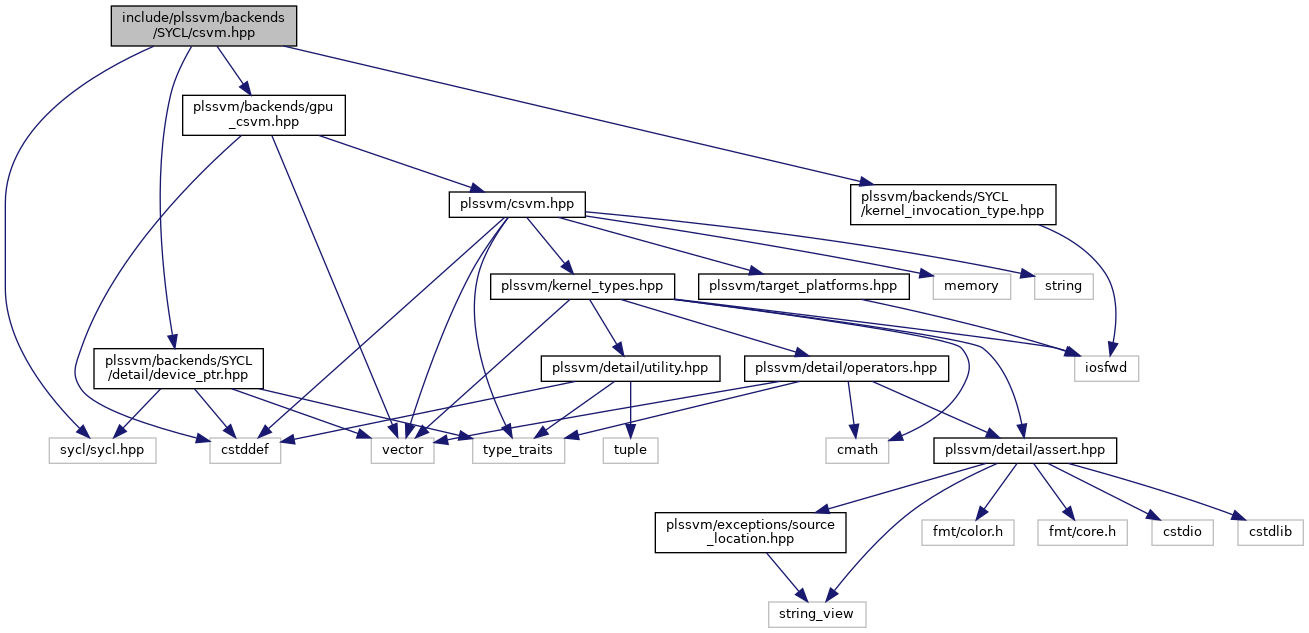 include/plssvm/backends
/SYCL/csvm.hpp
plssvm/backends/gpu
_csvm.hpp
plssvm/backends/SYCL
/kernel_invocation_type.hpp
plssvm/csvm.hpp
plssvm/kernel_types.hpp
plssvm/target_platforms.hpp
memory
string
plssvm/backends/SYCL
/detail/device_ptr.hpp
plssvm/detail/utility.hpp
plssvm/detail/operators.hpp
iosfwd
sycl/sycl.hpp
cstddef
vector
type_traits
tuple
cmath
plssvm/detail/assert.hpp
plssvm/exceptions/source
_location.hpp
fmt/color.h
fmt/core.h
cstdio
cstdlib
string_view